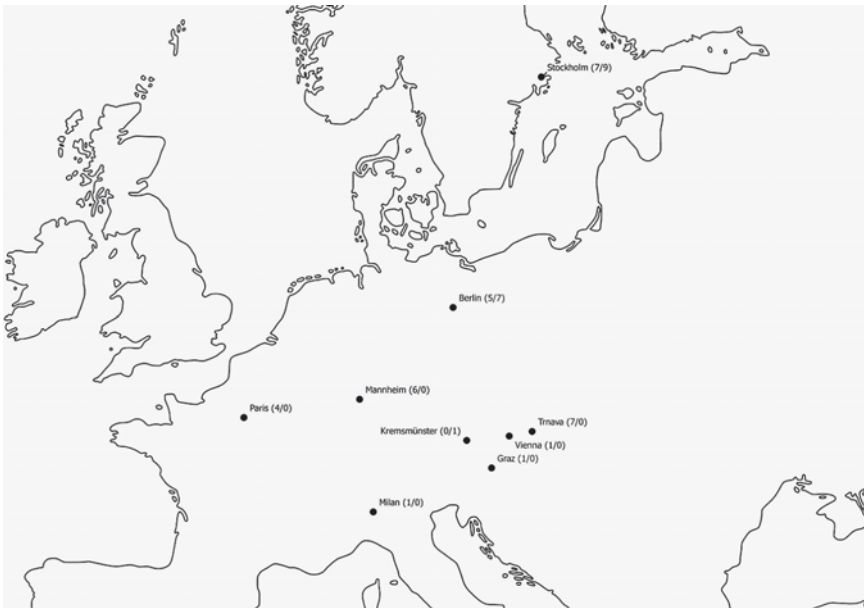 Stockholm (7/9)
Berlin (5/7)
Mannheim (6/0)
Paris (4/0)
Kremsmünster (0/1)
Trnava (7/0)
Vienna (1/0)
Graz (1/0)
Milan (1/0)